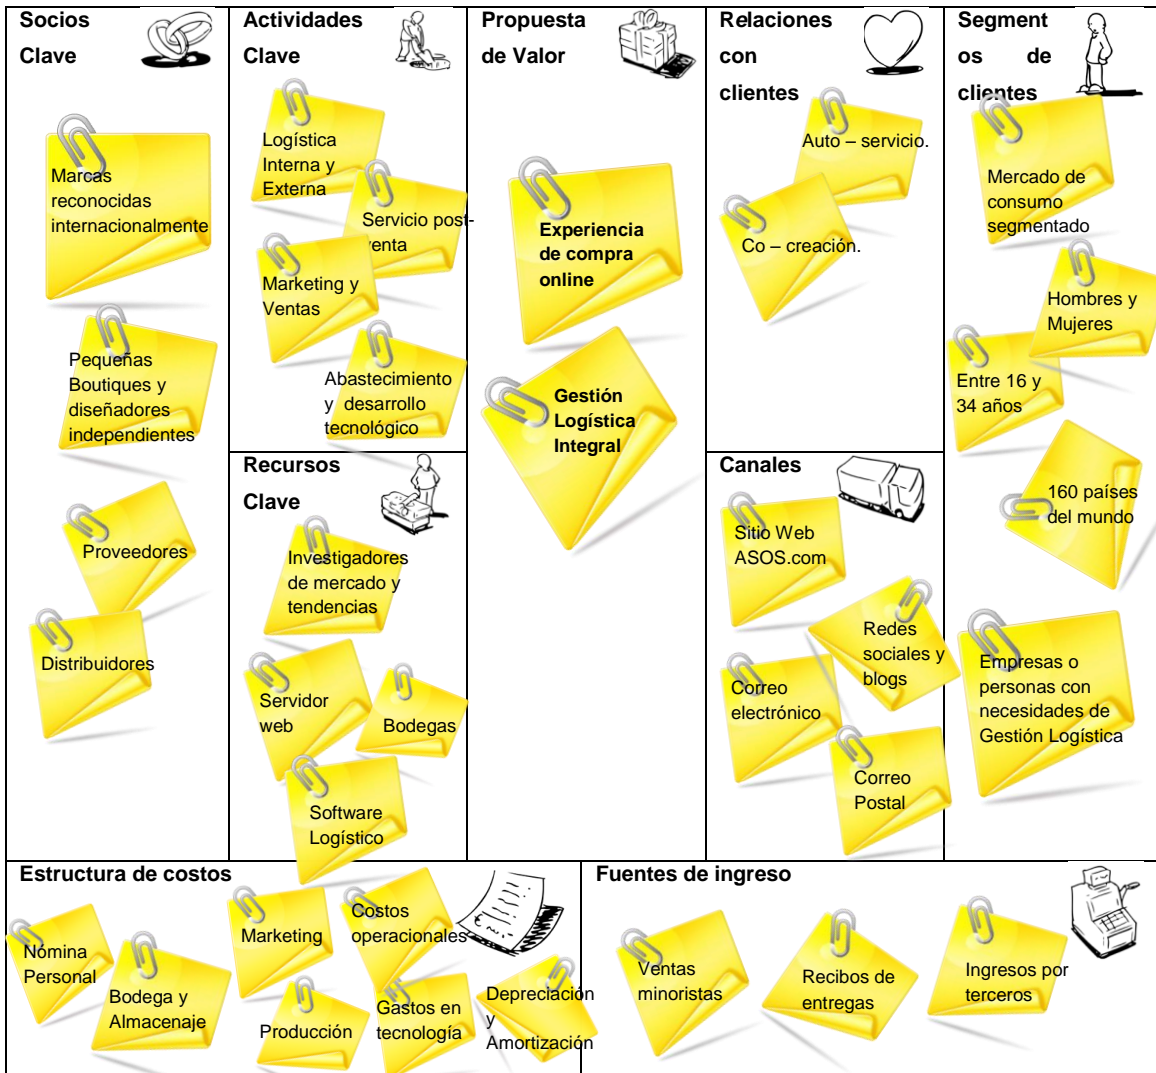 Socios
Clave
Marcas
reconocidas
internacionalmente
Pequeñas
Boutiques y
diseñadores
independientes
Proveedores
Distribuidores
Actividades
Clave
Logística
Interna y
Externa
Servicio post-
venta
Marketing y
Ventas
Abastecimiento
y desarrollo
tecnológico
Recursos
Clave
Investigadores
de mercado y
tendencias
Servidor
web
Bodegas
Software
Logístico
Propuesta
de Valor
Experiencia
de compra
online
Gestión
Logística
Integral
Relaciones
con
clientes
Auto – servicio.
Co – creación.
Canales
Sitio Web
ASOS.com
Redes
sociales y
blogs
Correo
electrónico
Correo
Postal
Segment
os de
clientes
Mercado de
consumo
segmentado
Hombres y
Mujeres
Entre 16 y
34 años
160 países
del mundo
Empresas o
personas con
necesidades de
Gestión Logística
Estructura de costos
Nómina
Personal
Bodega y
Almacenaje
Marketing
Producción
Costos
operacionales
Gastos en
tecnología
Depreciación
y
Amortización
Fuentes de ingreso
Ventas
minoristas
Recibos de
entregas
Ingresos por
terceros